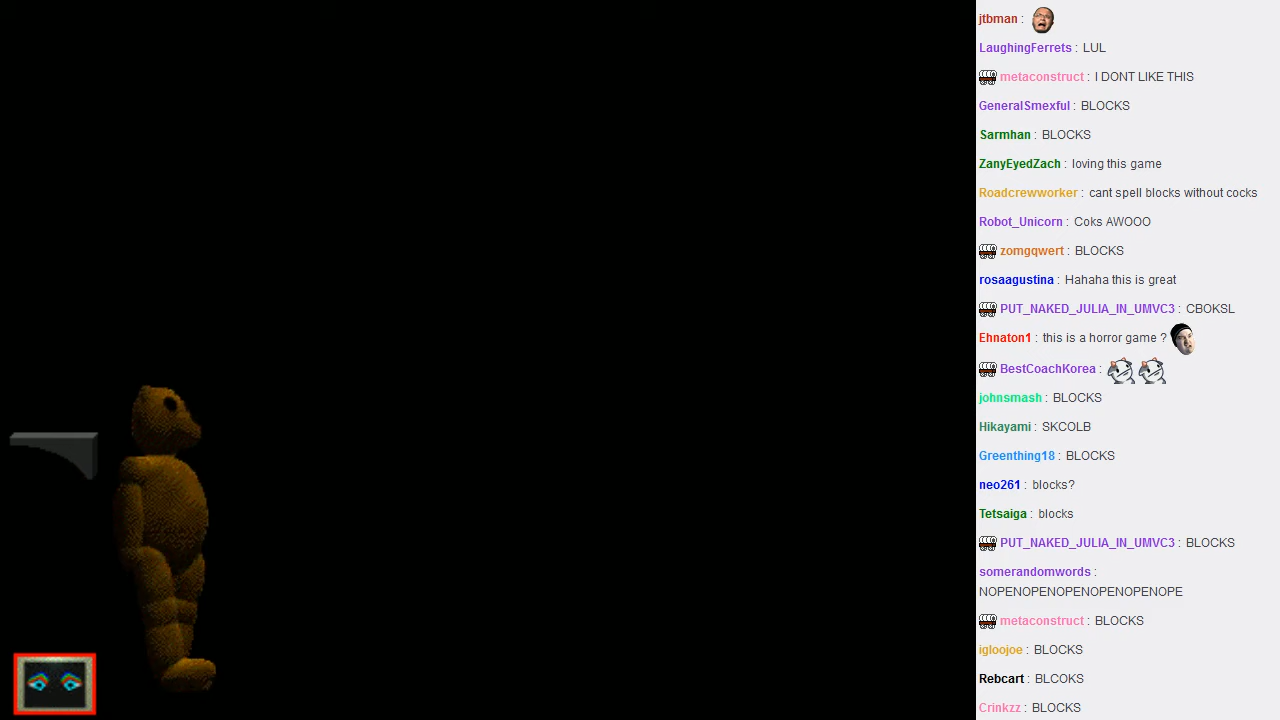 jtbman :
LaughingFerrets : LUL
metaconstruct : I DONT LIKE THIS
GeneralSmexful : BLOCKS
Sarmhan : BLOCKS
ZanyEyedZach : loving this game
Roadcrewworker : cant spell blocks without cocks
Robot_Unicorn : Coks AWOOO
zomgqwert : BLOCKS
rosaagustina : Hahaha this is great
PUT_NAKED_JULIA_IN_UMVC3 : CBOKSL
Ehnaton1 : this is a horror game ?
BestCoachKorea :
johnsmash : BLOCKS
Hikayami : SKCOLB
Greenthing18 : BLOCKS
neo261 : blocks?
Tetsaiga : blocks
PUT_NAKED_JULIA_IN_UMVC3 : BLOCKS
somerandomwords :
NOPENOPENOPENOPENOPENOPE
metaconstruct : BLOCKS
igloojoe : BLOCKS
Rebcart : BLCOKS
Crinkzz : BLOCKS